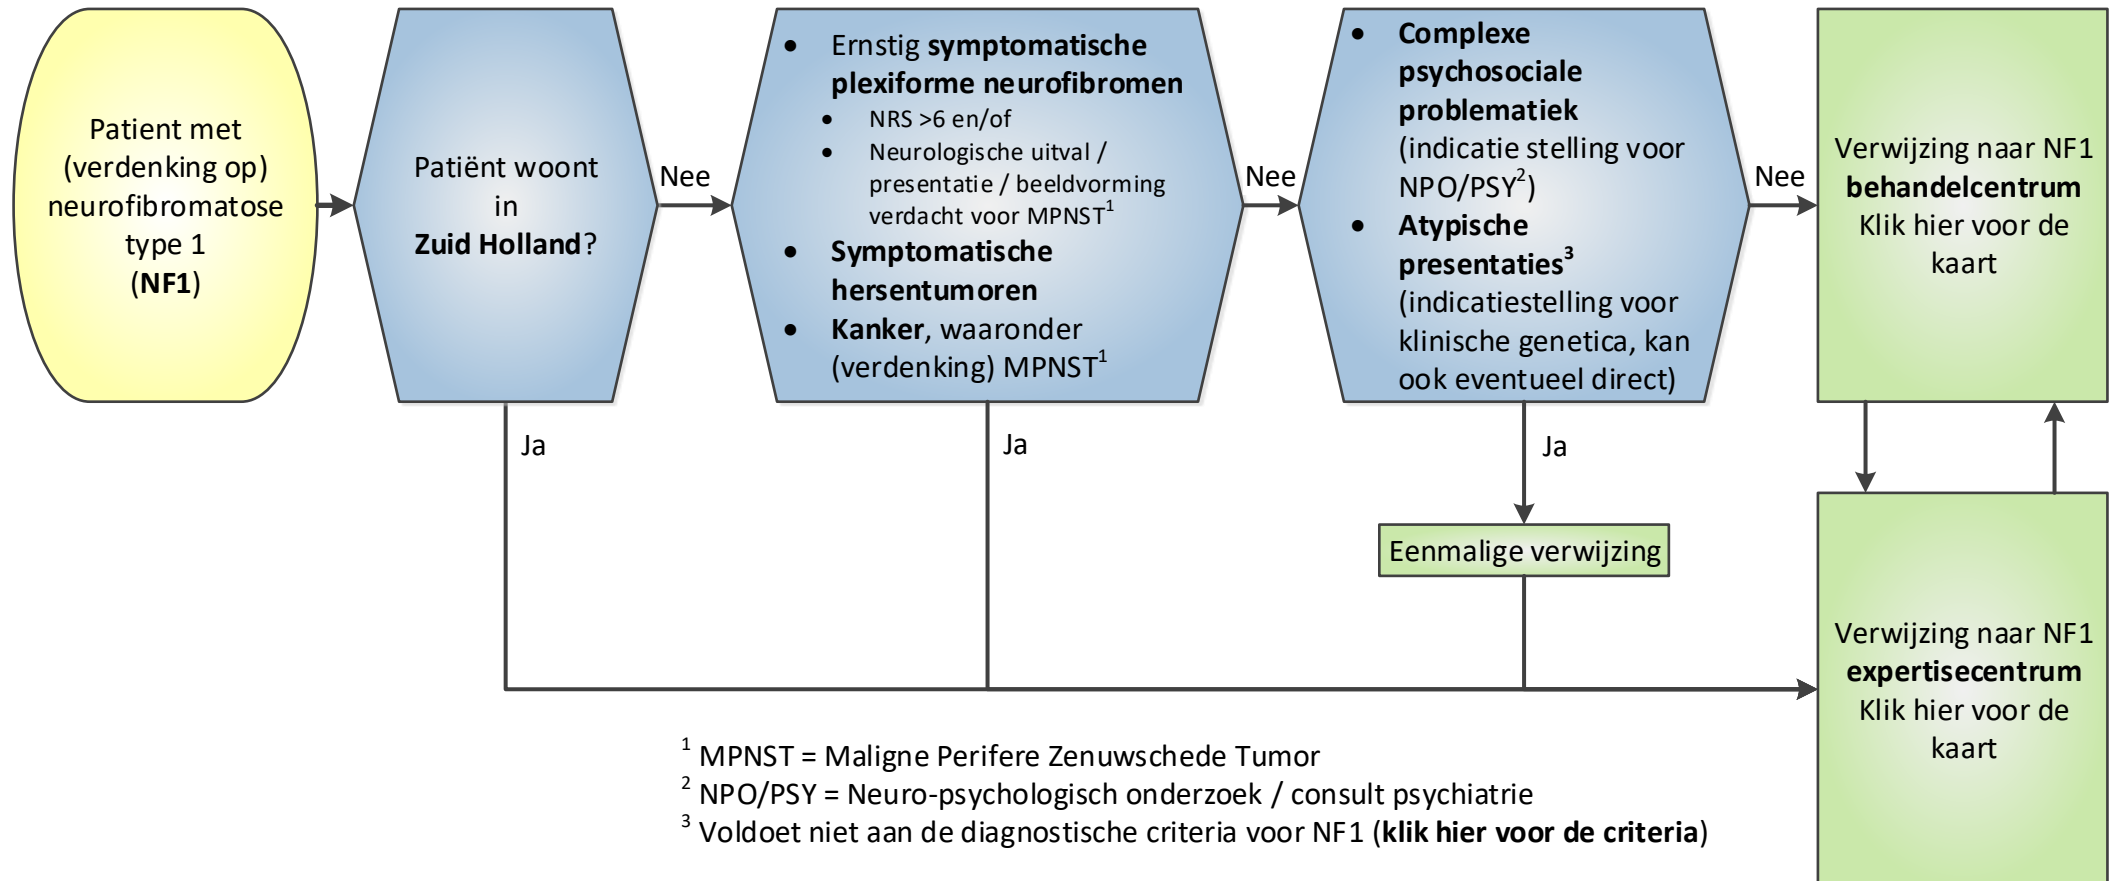 Patient met
(verdenking op)
neurofibromatose
type 1
(NF1)
Patiënt woont
in
Zuid Holland?
Nee
• Ernstig symptomatische
plexiforme neurofibromen
• NRS >6 en/of
• Neurologische uitval /
presentatie / beeldvorming
verdacht voor MPNST¹
• Symptomatische
hersentumoren
• Kanker, waaronder
(verdenking) MPNST¹
Nee
• Complexe
psychosociale
problematiek
(indicatie stelling voor
NPO/PSY²)
• Atypische
presentaties³
(indicatiestelling voor
klinische genetica, kan
ook eventueel direct)
Nee
Verwijzing naar NF1
behandelcentrum
Klik hier voor de
kaart
Ja
Ja
Ja
Eenmalige verwijzing
Verwijzing naar NF1
expertisecentrum
Klik hier voor de
kaart
¹ MPNST = Maligne Perifere Zenuwschede Tumor
² NPO/PSY = Neuro-psychologisch onderzoek / consult psychiatrie
³ Voldoet niet aan de diagnostische criteria voor NF1 (klik hier voor de criteria)